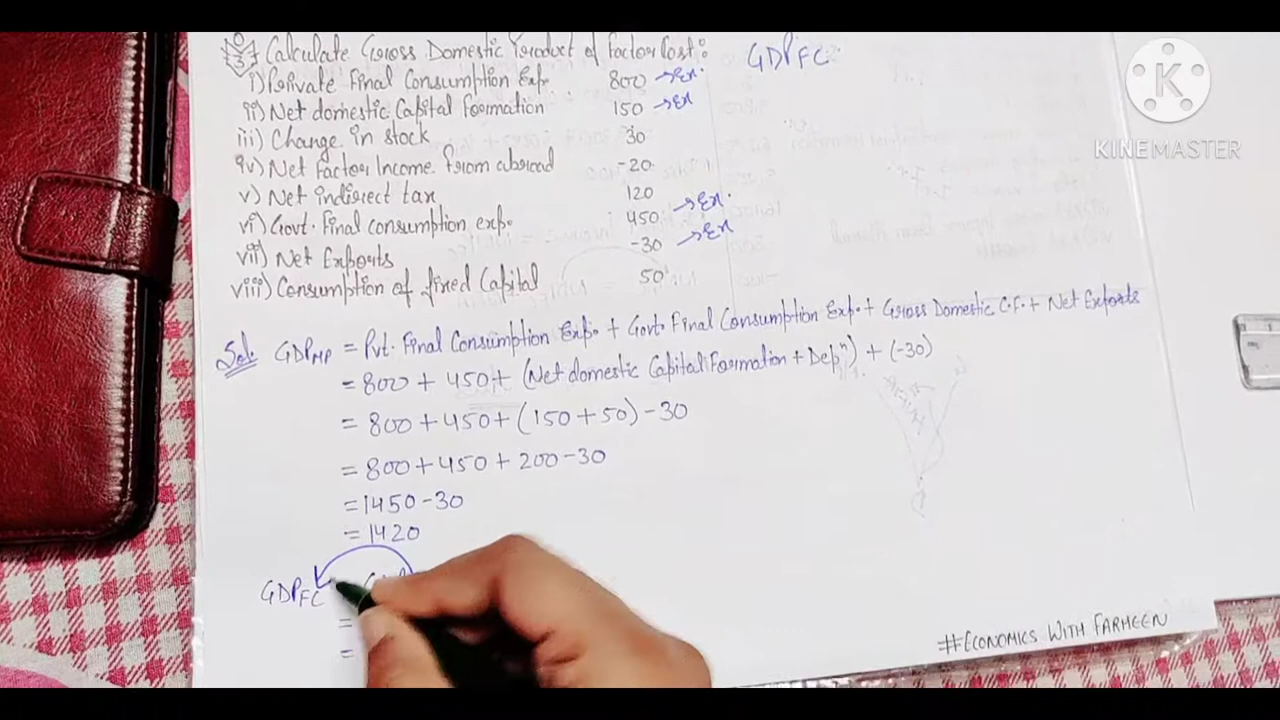 Q3 Calculate Gross Domestic Product of Factor Cost:
i) Private Final Consumption Exp. 800 → Ex.
ii) Net domestic Capital formation 150 → Ex
iii) Change in stock 30
iv) Net Factor Income from abroad -20
v) Net indirect tax 120
vi) Govt. Final consumption exp. 450 → Ex.
vii) Net Exports -30 → Ex
viii) Consumption of fixed Capital 50
GDPFC
K
KINEMASTER
Sol: GDPMP = Pvt. Final Consumption Exp. + Govt. Final Consumption Exp. + Gross Domestic C.F. + Net Exports
= 800 + 450 + (Net domestic Capital Formation + Depⁿ) + (-30)
= 800 + 450 + (150 + 50) - 30
= 800 + 450 + 200 - 30
= 1450 - 30
= 1420
GDPFC
=
=
#ECONOMICS WITH FARHEEN